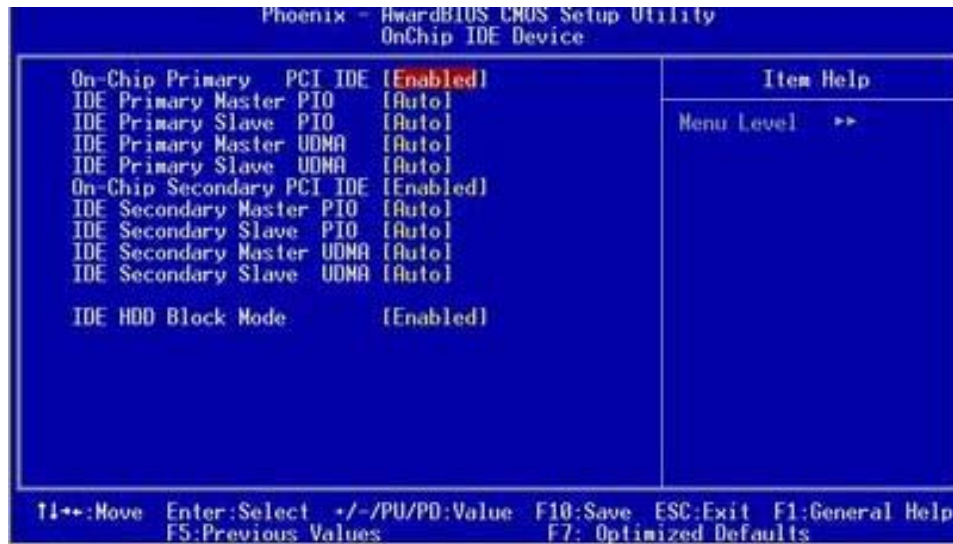 Phoenix - AwardBIOS CMOS Setup Utility
OnChip IDE Device
On-Chip Primary PCI IDE [Enabled]
IDE Primary Master PIO [Auto]
IDE Primary Slave PIO [Auto]
IDE Primary Master UDMA [Auto]
IDE Primary Slave UDMA [Auto]
On-Chip Secondary PCI IDE [Enabled]
IDE Secondary Master PIO [Auto]
IDE Secondary Slave PIO [Auto]
IDE Secondary Master UDMA [Auto]
IDE Secondary Slave UDMA [Auto]
IDE HDD Block Mode [Enabled]
Item Help
Menu Level ►►
↑↓→←:Move Enter:Select +/-/PU/PD:Value F10:Save ESC:Exit F1:General Help
F5:Previous Values F7: Optimized Defaults